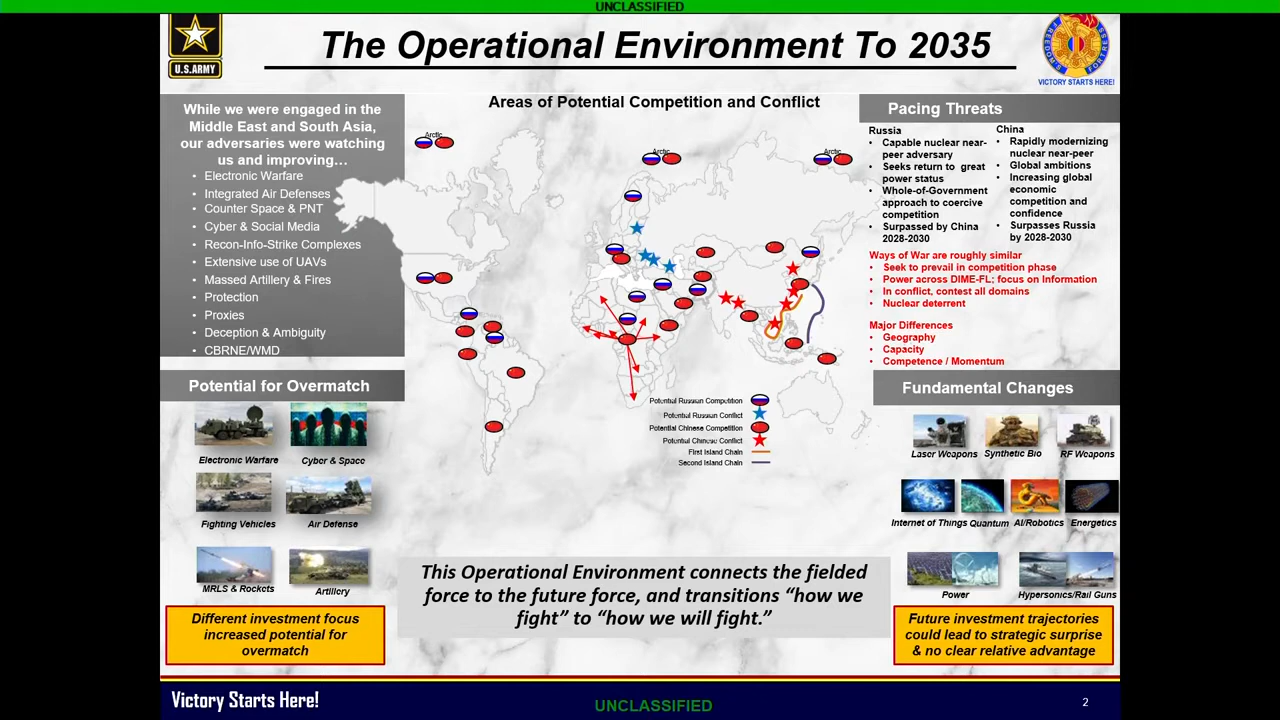 UNCLASSIFIED
U.S.ARMY
The Operational Environment To 2035
VICTORY STARTS HERE!
While we were engaged in the
Middle East and South Asia,
our adversaries were watching
us and improving…
• Electronic Warfare
• Integrated Air Defenses
• Counter Space & PNT
• Cyber & Social Media
• Recon-Info-Strike Complexes
• Extensive use of UAVs
• Massed Artillery & Fires
• Protection
• Proxies
• Deception & Ambiguity
• CBRNE/WMD
Potential for Overmatch
Electronic Warfare
Cyber & Space
Fighting Vehicles
Air Defense
MRLS & Rockets
Artillery
Different investment focus
increased potential for
overmatch
Areas of Potential Competition and Conflict
Arctic
Arctic
Arctic
Potential Russian Competition
Potential Russian Conflict
Potential Chinese Competition
Potential Chinese Conflict
First Island Chain
Second Island Chain
This Operational Environment connects the fielded
force to the future force, and transitions “how we
fight” to “how we will fight.”
Pacing Threats
Russia
• Capable nuclear near-
peer adversary
• Seeks return to great
power status
• Whole-of-Government
approach to coercive
competition
• Surpassed by China
2028-2030
China
• Rapidly modernizing
nuclear near-peer
• Global ambitions
• Increasing global
economic
competition and
confidence
• Surpasses Russia
by 2028-2030
Ways of War are roughly similar
• Seek to prevail in competition phase
• Power across DIME-FL; focus on Information
• In conflict, contest all domains
• Nuclear deterrent
Major Differences
• Geography
• Capacity
• Competence / Momentum
Fundamental Changes
Laser Weapons
Synthetic Bio
RF Weapons
Internet of Things
Quantum
AI/Robotics
Energetics
Power
Hypersonics/Rail Guns
Future investment trajectories
could lead to strategic surprise
& no clear relative advantage
Victory Starts Here!
UNCLASSIFIED
2